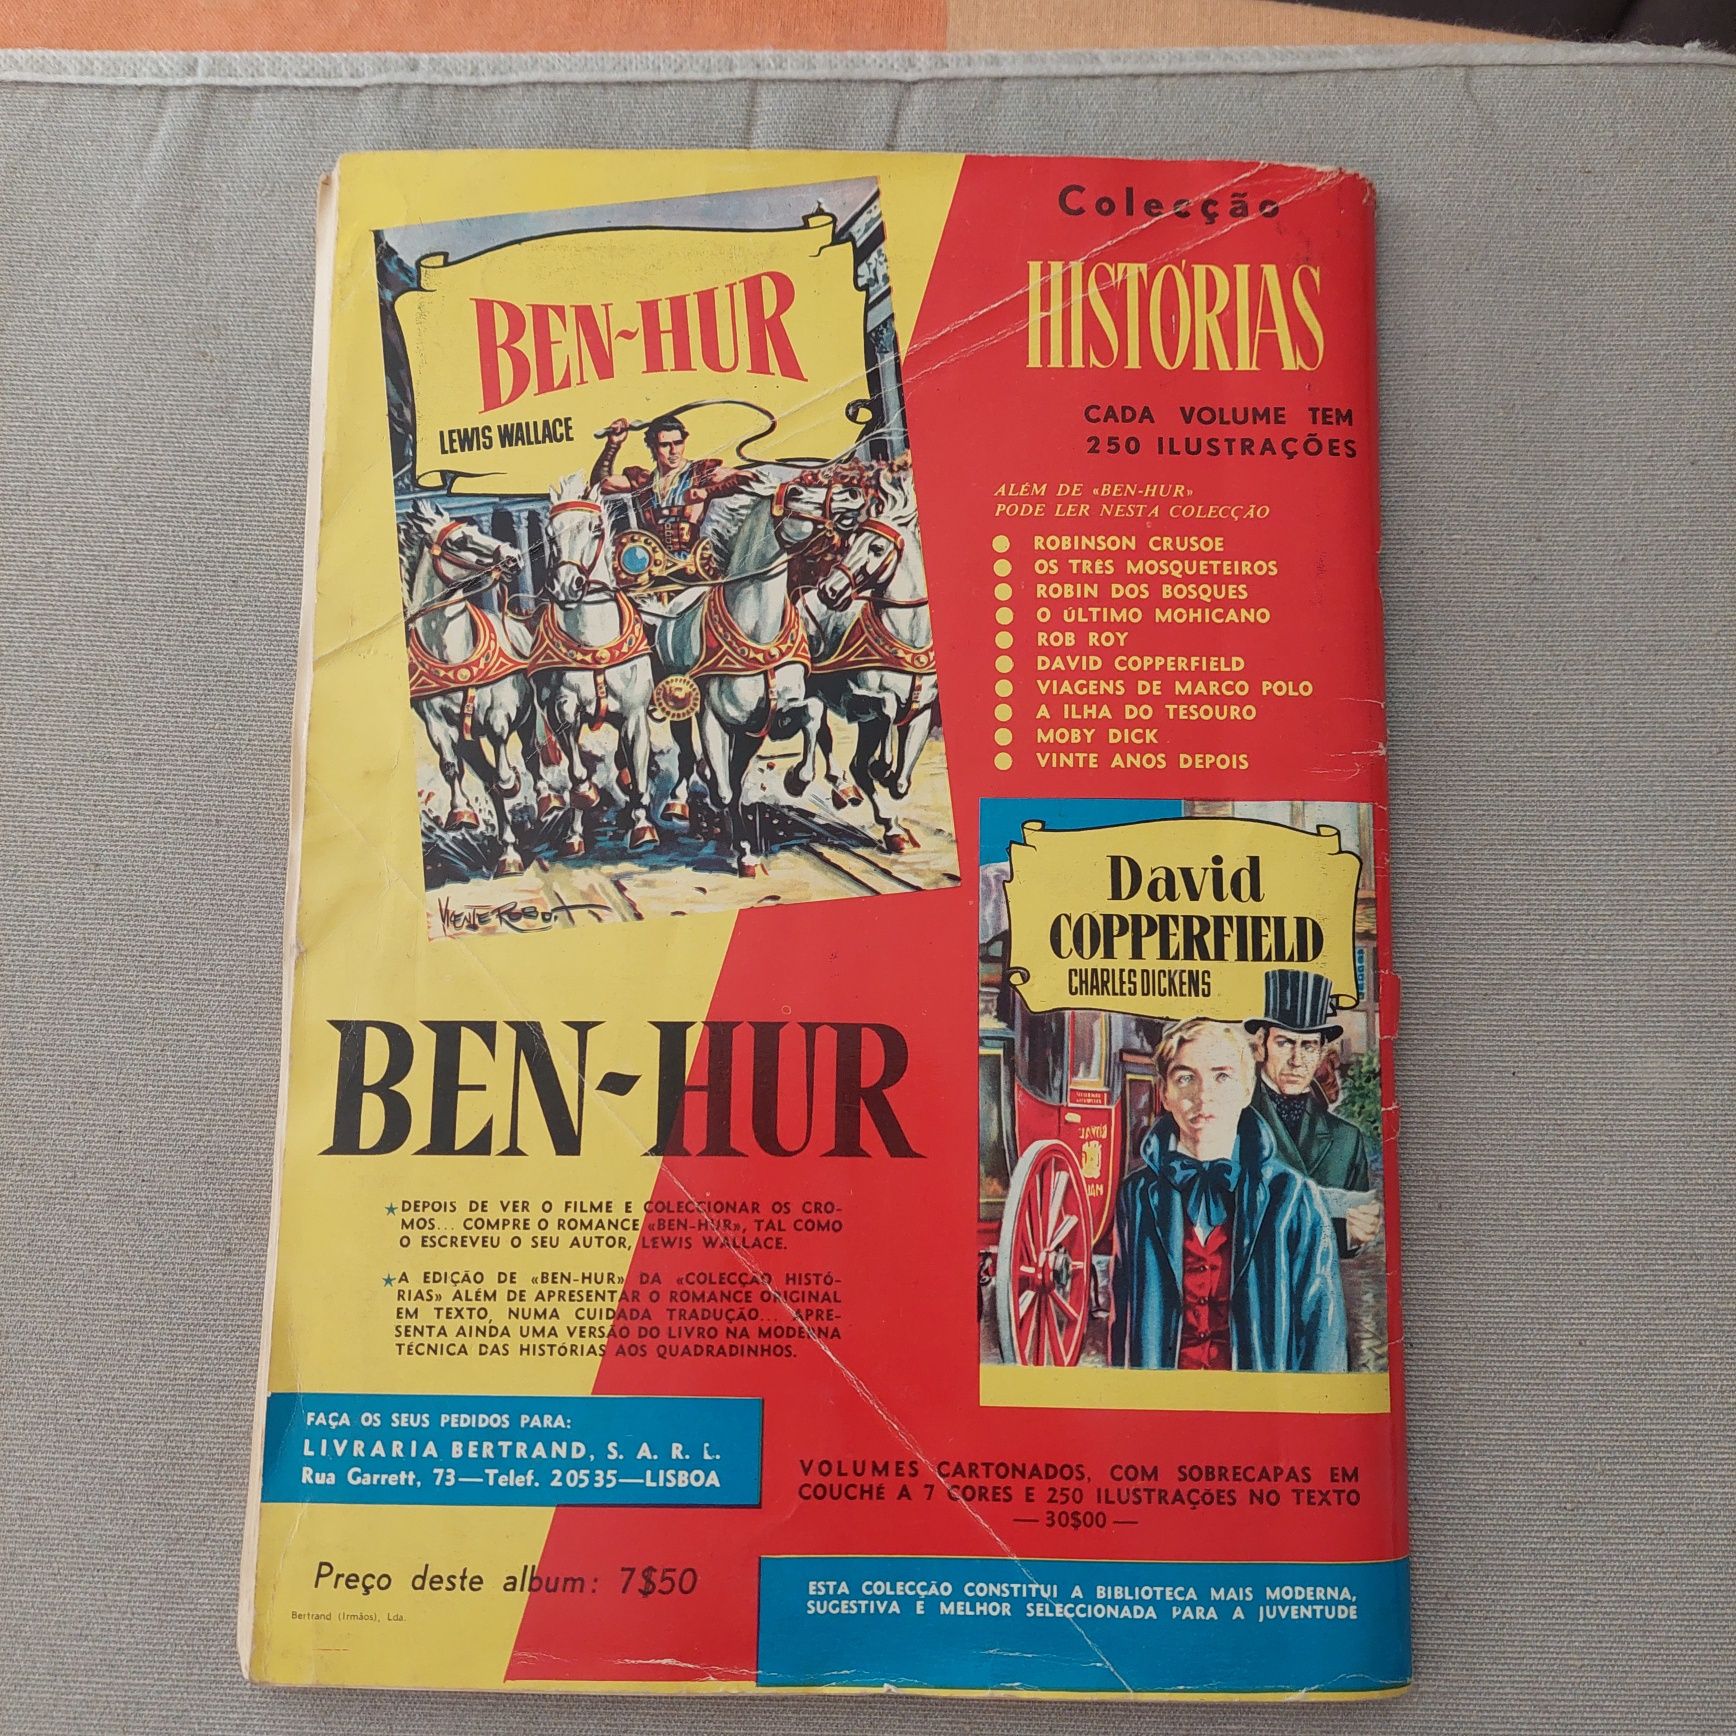 BEN-HUR
LEWIS WALLACE
Colecção
HISTÓRIAS
CADA VOLUME TEM
250 ILUSTRAÇÕES
ALÉM DE «BEN-HUR»
PODE LER NESTA COLECÇÃO
ROBINSON CRUSOE
OS TRÊS MOSQUETEIROS
ROBIN DOS BOSQUES
O ÚLTIMO MOHICANO
ROB ROY
DAVID COPPERFIELD
VIAGENS DE MARCO POLO
A ILHA DO TESOURO
MOBY DICK
VINTE ANOS DEPOIS
David
COPPERFIELD
CHARLES DICKENS
BEN-HUR
DEPOIS DE VER O FILME E COLECCIONAR OS CRO-
MOS... COMPRE O ROMANCE «BEN-HUR», TAL COMO
O ESCREVEU O SEU AUTOR, LEWIS WALLACE.
A EDIÇÃO DE «BEN-HUR» DA «COLECÇÃO HISTÓ-
RIAS» ALÉM DE APRESENTAR O ROMANCE ORIGINAL
EM TEXTO, NUMA CUIDADA TRADUÇÃO... APRE-
SENTA AINDA UMA VERSÃO DO LIVRO NA MODERNA
TÉCNICA DAS HISTÓRIAS AOS QUADRADINHOS.
FAÇA OS SEUS PEDIDOS PARA:
LIVRARIA BERTRAND, S. A. R. L.
Rua Garrett, 73—Telef. 20535—LISBOA
VOLUMES CARTONADOS, COM SOBRECAPAS EM
COUCHÉ A 7 CORES E 250 ILUSTRAÇÕES NO TEXTO
— 30$00 —
Preço deste album: 7$50
Bertrand (Irmãos), Lda.
ESTA COLECÇÃO CONSTITUI A BIBLIOTECA MAIS MODERNA,
SUGESTIVA E MELHOR SELECCIONADA PARA A JUVENTUDE